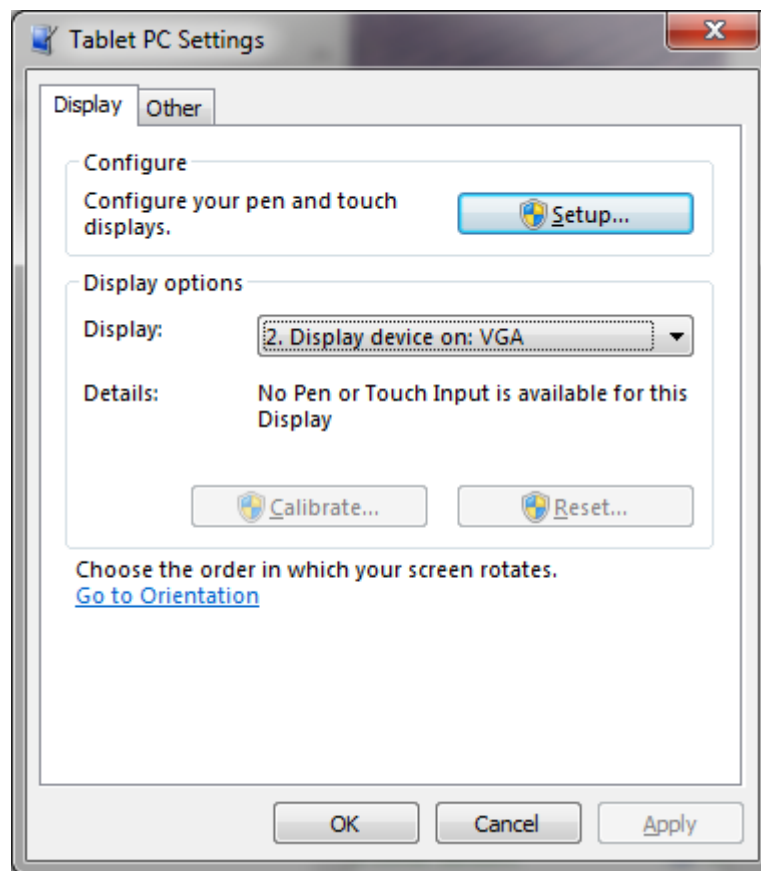 Tablet PC Settings
Display
Other
Configure
Configure your pen and touch
displays.
Setup...
Display options
Display:
2. Display device on: VGA
Details:
No Pen or Touch Input is available for this
Display
Calibrate...
Reset...
Choose the order in which your screen rotates.
Go to Orientation
OK
Cancel
Apply